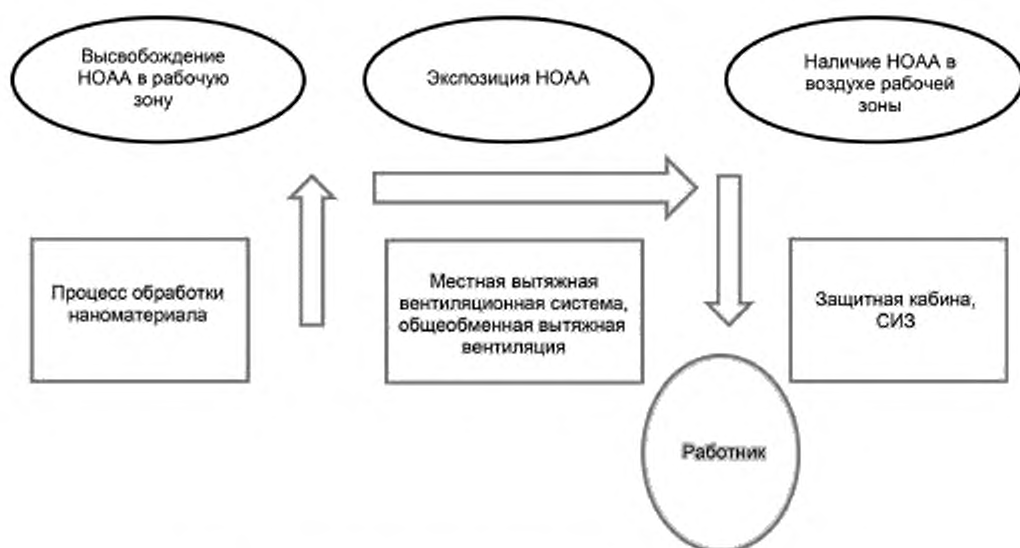 Высвобождение
НОАА в рабочую
зону
Экспозиция НОАА
Наличие НОАА в
воздухе рабочей
зоны
Процесс обработки
наноматериала
Местная вытяжная
вентиляционная система,
общеобменная вытяжная
вентиляция
Защитная кабина,
СИЗ
Работник